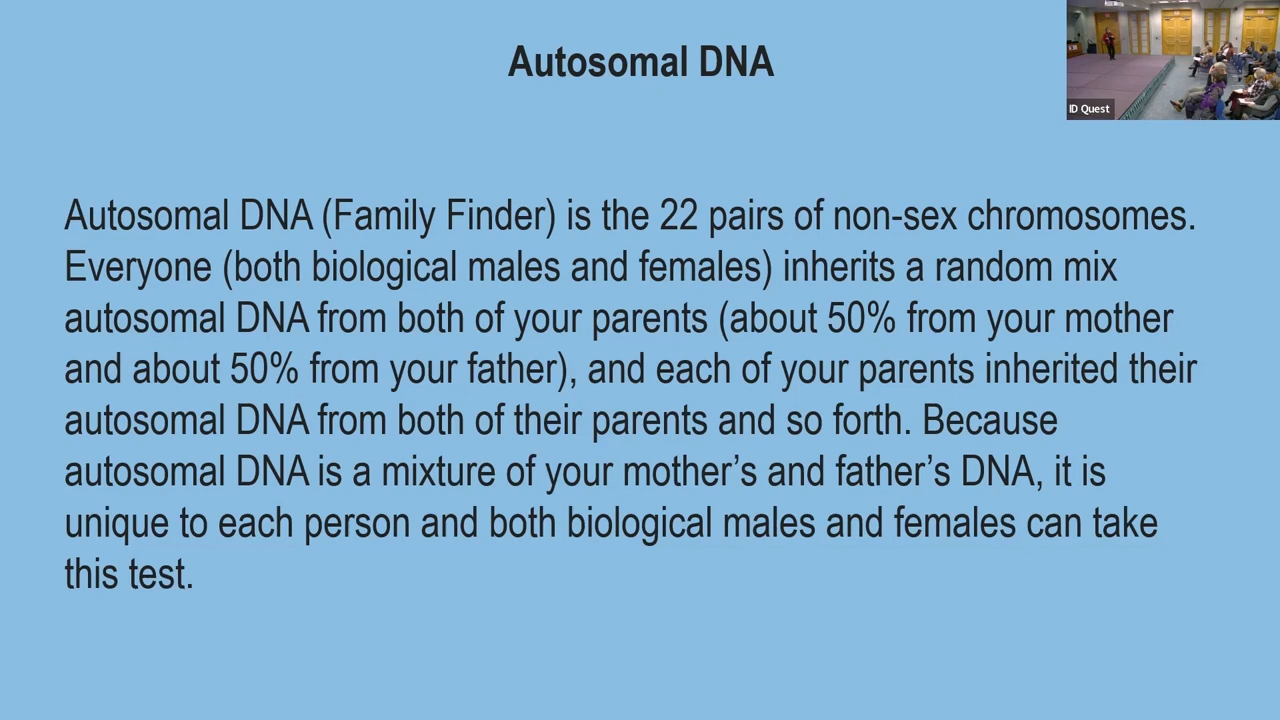 Autosomal DNA
ID Quest
Autosomal DNA (Family Finder) is the 22 pairs of non-sex chromosomes.
Everyone (both biological males and females) inherits a random mix
autosomal DNA from both of your parents (about 50% from your mother
and about 50% from your father), and each of your parents inherited their
autosomal DNA from both of their parents and so forth. Because
autosomal DNA is a mixture of your mother’s and father’s DNA, it is
unique to each person and both biological males and females can take
this test.